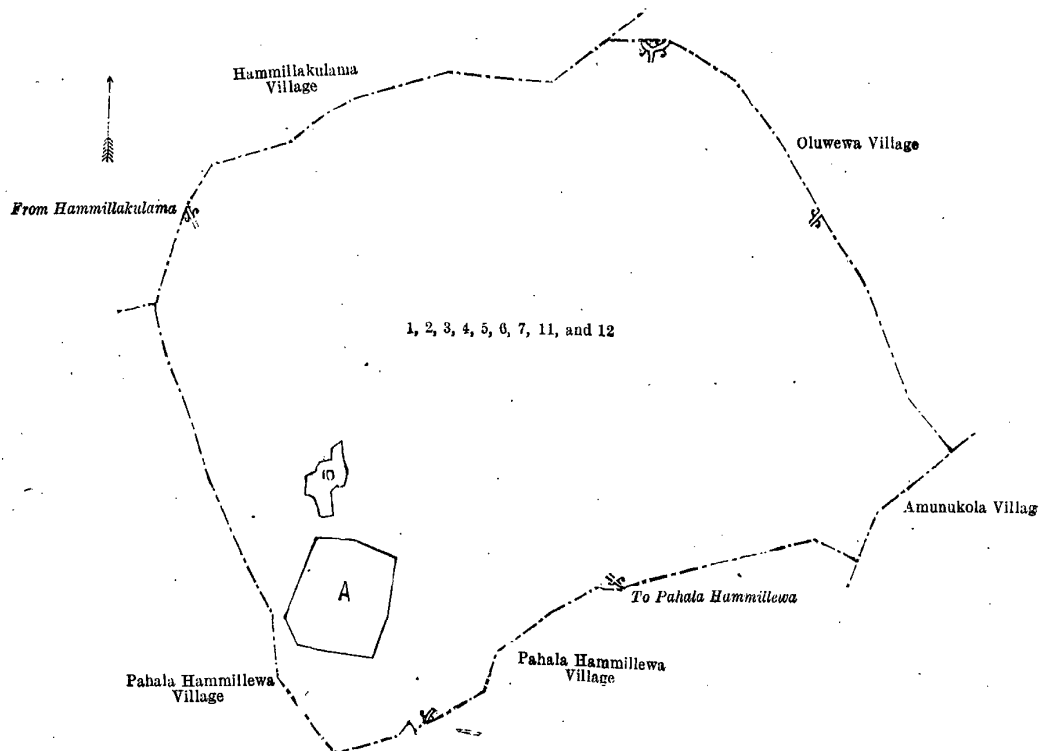 Hammillakulama
Village
Oluwewa Village
From Hammillakulama
1, 2, 3, 4, 5, 6, 7, 11, and 12
10
Amunukola Villag
A
To Pahala Hammillewa
Pahala Hammillewa
Village
Pahala Hammillewa
Village